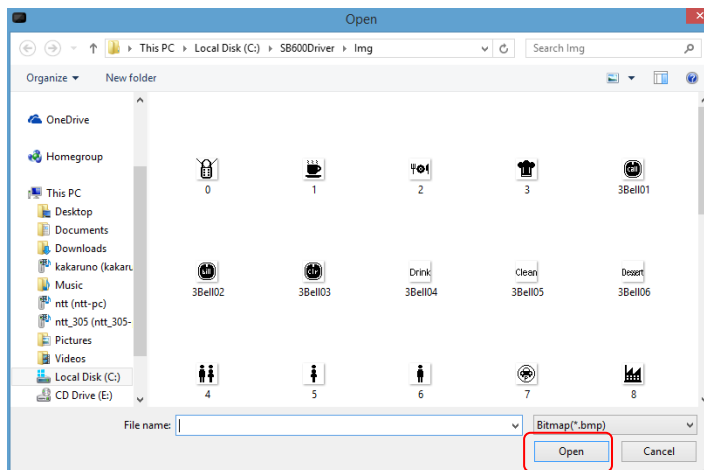 Open
This PC Local Disk (C:) SB600Driver Img
Search Img
Organize New folder
OneDrive
Homegroup
This PC
Desktop
Documents
Downloads
kakaruno (kakaru
Music
ntt (ntt-pc)
ntt_305 (ntt_305-
Pictures
Videos
Local Disk (C:)
CD Drive (E:)
0 1 2 3 3Bell01
call
bill clr Drink Clean Dessert
3Bell02 3Bell03 3Bell04 3Bell05 3Bell06
4 5 6 7 8
File name: Bitmap(*.bmp)
Open Cancel